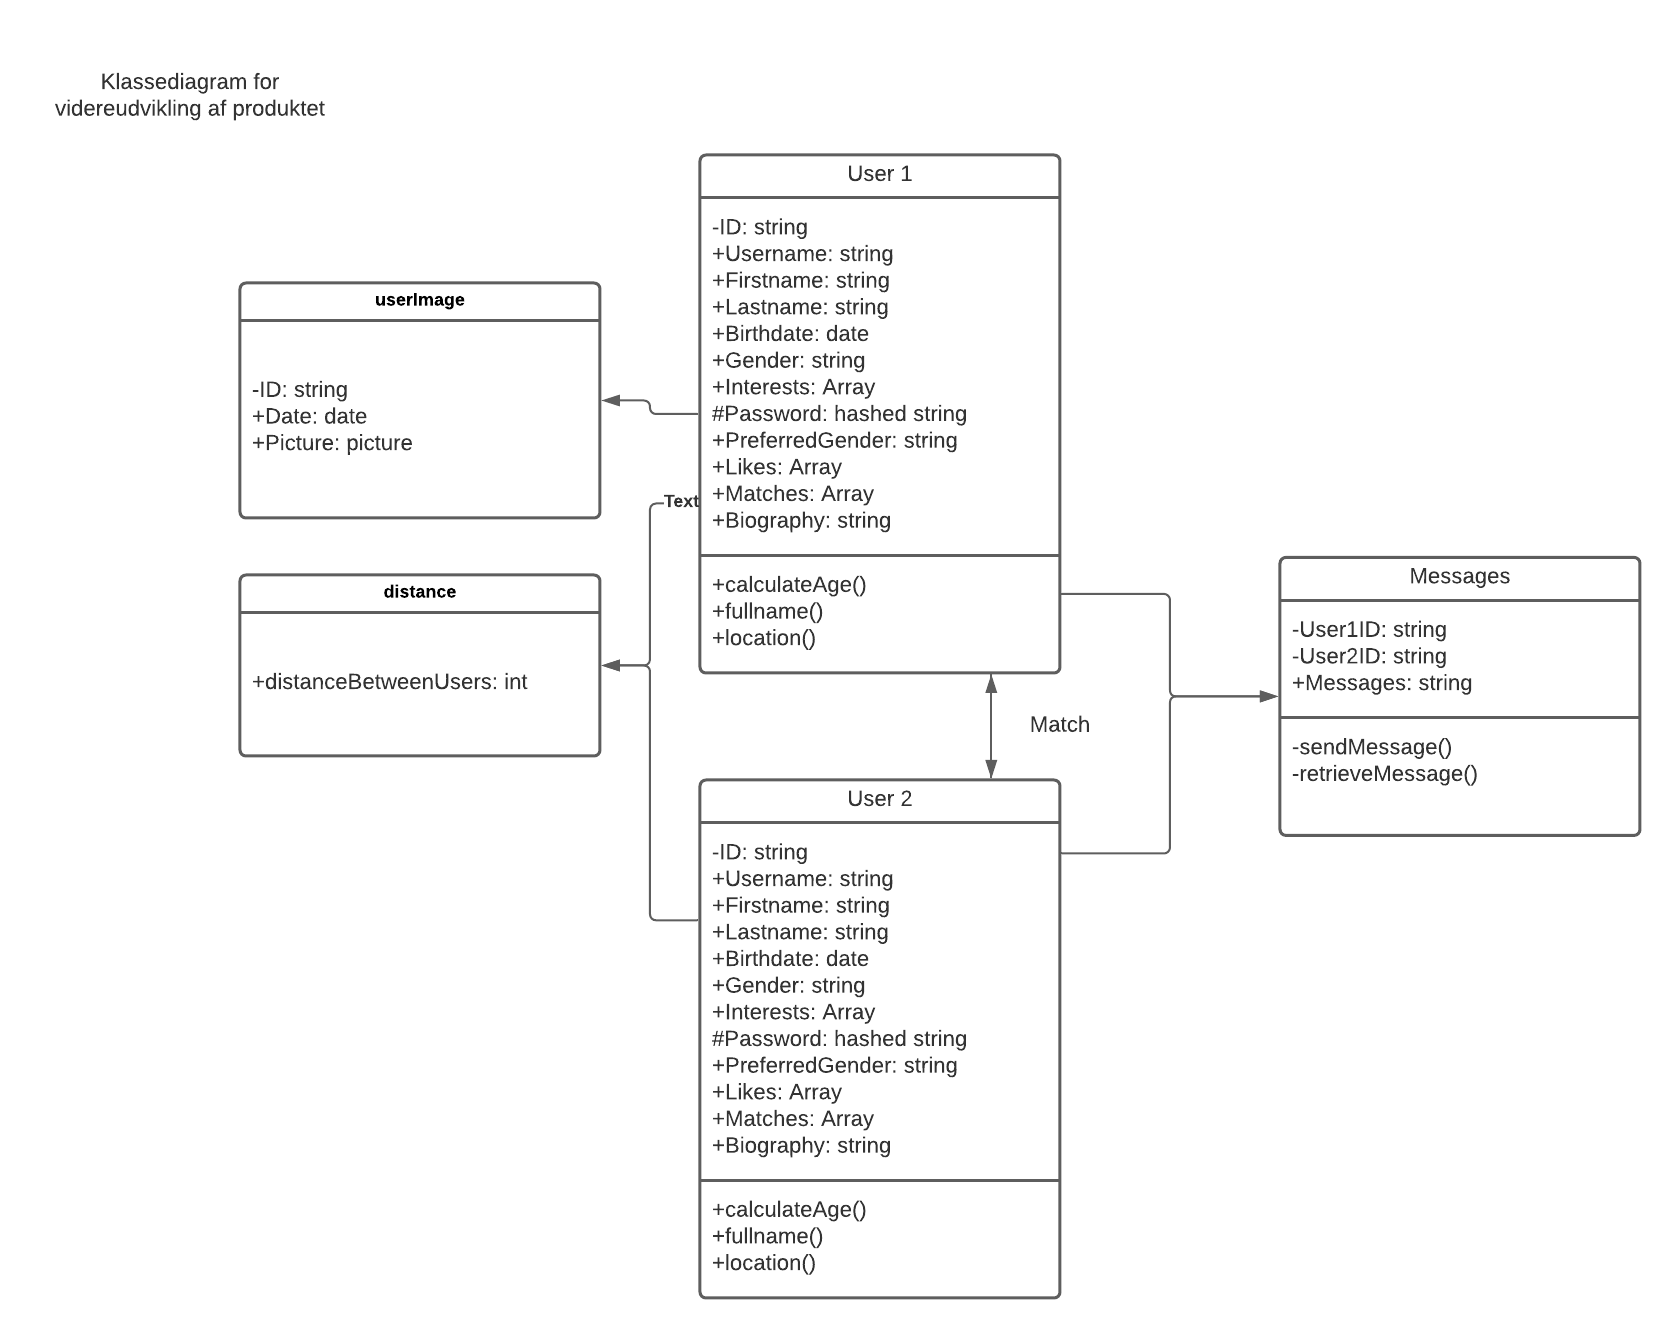 Klassediagram for
videreudvikling af produktet
User 1
-ID: string
+Username: string
+Firstname: string
+Lastname: string
+Birthdate: date
+Gender: string
+Interests: Array
#Password: hashed string
+PreferredGender: string
+Likes: Array
+Matches: Array
+Biography: string
+calculateAge()
+fullname()
+location()
userImage
-ID: string
+Date: date
+Picture: picture
Text
distance
+distanceBetweenUsers: int
Match
Messages
-User1ID: string
-User2ID: string
+Messages: string
-sendMessage()
-retrieveMessage()
User 2
-ID: string
+Username: string
+Firstname: string
+Lastname: string
+Birthdate: date
+Gender: string
+Interests: Array
#Password: hashed string
+PreferredGender: string
+Likes: Array
+Matches: Array
+Biography: string
+calculateAge()
+fullname()
+location()